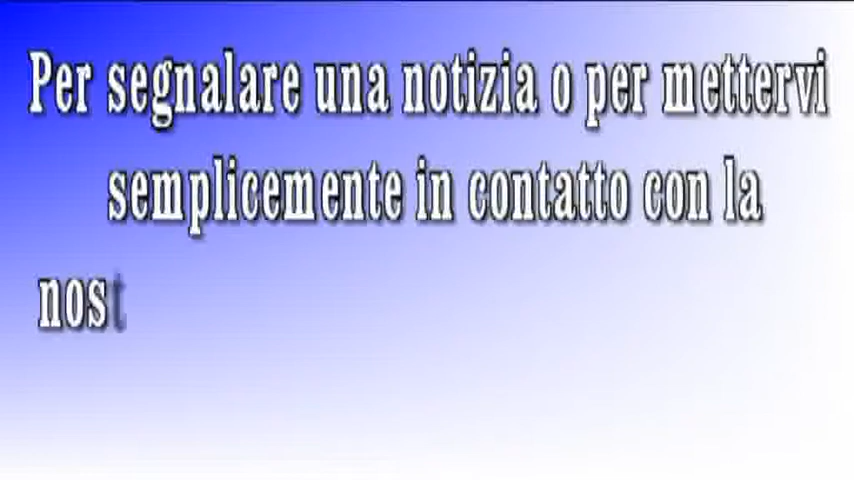 Per segnalare una notizia o per mettervi
semplicemente in contatto con la
nost